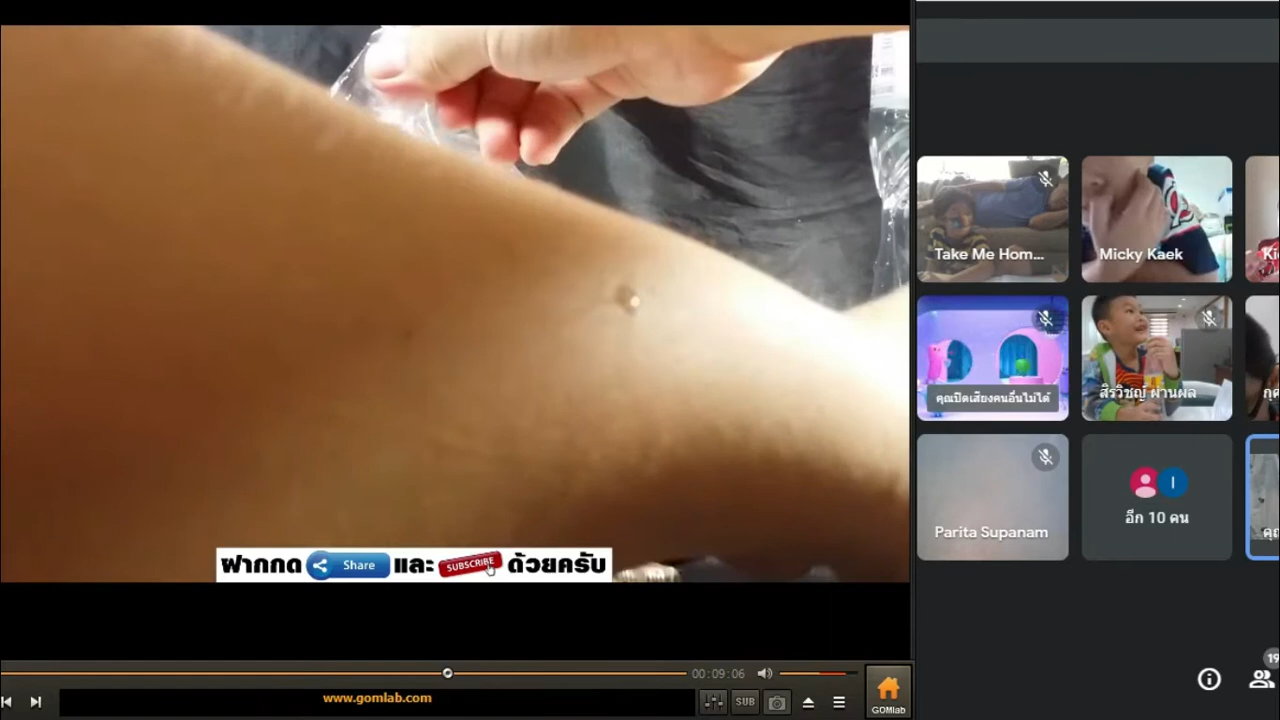 ฝากกด Share และ SUBSCRIBE ด้วยครับ
00:09:06
www.gomlab.com
SUB
GOMlab
Take Me Hom...
Micky Kaek
คุณปิดเสียงคนอื่นไม่ได้
สิรวิชญ์ ผ่านผล
Parita Supanam
I
อีก 10 คน
19